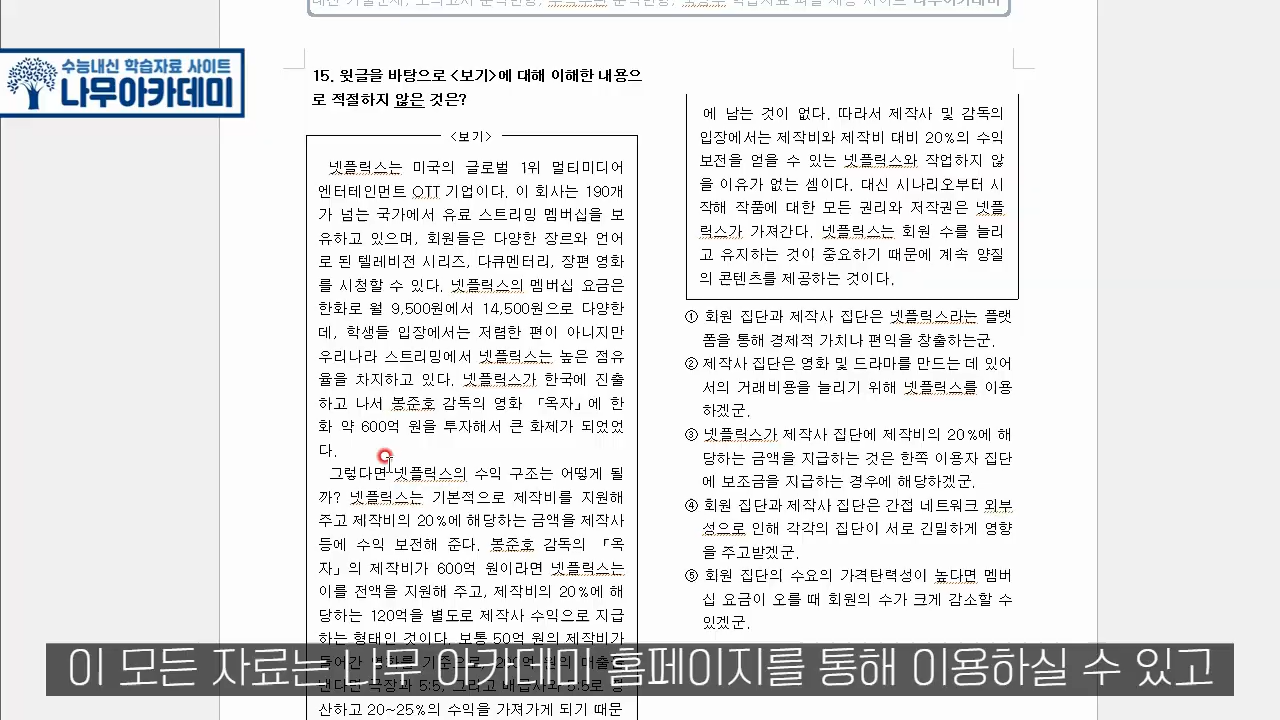 수능내신 학습자료 사이트
나무아카데미
15. 윗글을 바탕으로 <보기>에 대해 이해한 내용으
로 적절하지 않은 것은?
<보기>
넷플릭스는 미국의 글로벌 1위 멀티미디어
엔터테인먼트 OTT 기업이다. 이 회사는 190개
가 넘는 국가에서 유료 스트리밍 멤버십을 보
유하고 있으며, 회원들은 다양한 장르와 언어
로 된 텔레비전 시리즈, 다큐멘터리, 장편 영화
를 시청할 수 있다. 넷플릭스의 멤버십 요금은
한화로 월 9,500원에서 14,500원으로 다양한
데, 학생들 입장에서는 저렴한 편이 아니지만
우리나라 스트리밍에서 넷플릭스는 높은 점유
율을 차지하고 있다. 넷플릭스가 한국에 진출
하고 나서 봉준호 감독의 영화 「옥자」에 한
화 약 600억 원을 투자해서 큰 화제가 되었었
다.
그렇다면 넷플릭스의 수익 구조는 어떻게 될
까? 넷플릭스는 기본적으로 제작비를 지원해
주고 제작비의 20%에 해당하는 금액을 제작사
등에 수익 보전해 준다. 봉준호 감독의 「옥
자」의 제작비가 600억 원이라면 넷플릭스는
이를 전액을 지원해 주고, 제작비의 20%에 해
당하는 120억을 별도로 제작사 수익으로 지급
하는 형태인 것이다. 보통 50억 원의 제작비가
산하고 20~25%의 수익을 가져가게 되기 때문
에 남는 것이 없다. 따라서 제작사 및 감독의
입장에서는 제작비와 제작비 대비 20%의 수익
보전을 얻을 수 있는 넷플릭스와 작업하지 않
을 이유가 없는 셈이다. 대신 시나리오부터 시
작해 작품에 대한 모든 권리와 저작권은 넷플
릭스가 가져간다. 넷플릭스는 회원 수를 늘리
고 유지하는 것이 중요하기 때문에 계속 양질
의 콘텐츠를 제공하는 것이다.
① 회원 집단과 제작사 집단은 넷플릭스라는 플랫
폼을 통해 경제적 가치나 편익을 창출하는군.
② 제작사 집단은 영화 및 드라마를 만드는 데 있어
서의 거래비용을 늘리기 위해 넷플릭스를 이용
하겠군.
③ 넷플릭스가 제작사 집단에 제작비의 20%에 해
당하는 금액을 지급하는 것은 한쪽 이용자 집단
에 보조금을 지급하는 경우에 해당하겠군.
④ 회원 집단과 제작사 집단은 간접 네트워크 외부
성으로 인해 각각의 집단이 서로 긴밀하게 영향
을 주고받겠군.
⑤ 회원 집단의 수요의 가격탄력성이 높다면 멤버
십 요금이 오를 때 회원의 수가 크게 감소할 수
있겠군.
이 모든 자료는 나무 아카데미 홈페이지를 통해 이용하실 수 있고